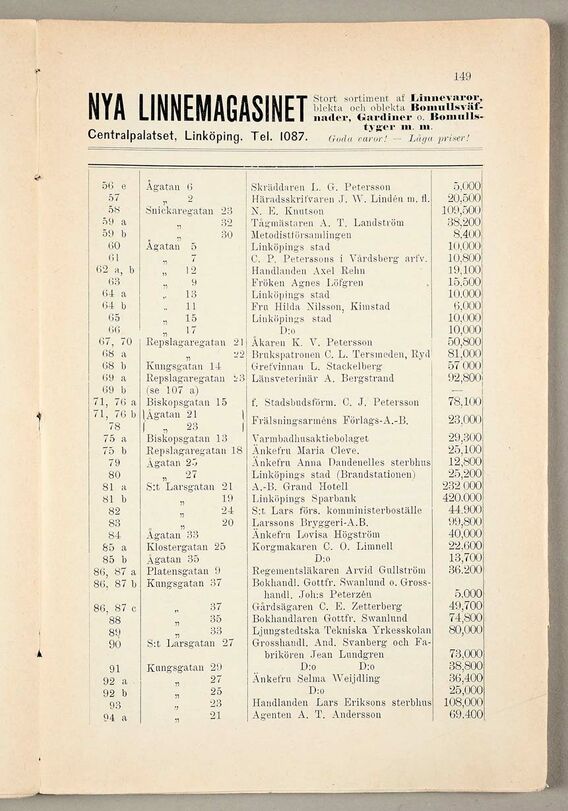 149
NYA LINNEMAGASINET
Centralpalatset, Linköping. Tel. 1087.
Stort sortiment af Linnevaror,
blekta och oblekta Bomullsväf-
nader, Gardiner o. Bomulls-
tyger m. m.
Goda varor! — Låga priser!
56 e Ågatan 6 Skräddaren L. G. Petersson 5,000
57 „ 2 Häradsskrifvaren J. W. Lindén m. fl. 20,500
58 Snickaregatan 23 N. E. Knutson 109,500
59 a „ 32 Tågmästaren A. T. Landström 38,200
59 b „ 30 Metodistförsamlingen 8,400
60 Ågatan 5 Linköpings stad 10,000
61 „ 7 C. P. Peterssons i Vårdsberg arfv. 10,800
62 a, b „ 12 Handlanden Axel Rehn 19,100
63 „ 9 Fröken Agnes Löfgren 15,500
64 a „ 13 Linköpings stad 10,000
64 b „ 11 Fru Hilda Nilsson, Kimstad 6,000
65 „ 15 Linköpings stad 10,000
66 „ 17 D:o 10,000
67, 70 Repslagaregatan 21 Åkaren K. V. Petersson 50,800
68 a „ 22 Brukspatronen C. L. Tersmeden, Ryd 81,000
68 b Kungsgatan 14 Grefvinnan L. Stackelberg 57 000
69 a Repslagaregatan 23 Länsveterinär A. Bergstrand 92,800
69 b (se 107 a) —
71, 76 a Biskopsgatan 15 f. Stadsbudsförm. C. J. Petersson 78,100
71, 76 b Ågatan 21
78 „ 23 Frälsningsarméns Förlags-A.-B. 23,000
75 a Biskopsgatan 13 Varmbadhusaktiebolaget 29,300
75 b Repslagaregatan 18 Änkefru Maria Cleve. 25,100
79 Ågatan 25 Änkefru Anna Dandenelles sterbhus 12,800
80 „ 27 Linköpings stad (Brandstationen) 25,200
81 a S:t Larsgatan 21 A.-B. Grand Hotell 232 000
81 b „ 19 Linköpings Sparbank 420.000
82 „ 24 S:t Lars förs. komministerboställe 44.900
83 „ 20 Larssons Bryggeri-A.B. 99,800
84 Ågatan 33 Änkefru Lovisa Högström 40,000
85 a Klostergatan 25 Korgmakaren C. O. Limnell 22.600
85 b Ågatan 35 D:o 13,700
86, 87 a Platensgatan 9 Regementsläkaren Arvid Gullström 36.200
86, 87 b Kungsgatan 37 Bokhandl. Gottfr. Swanlund o. Gross-
handl. Joh:s Peterzén 5.000
86, 87 c „ 37 Gårdsägaren C. E. Zetterberg 49,700
88 „ 35 Bokhandlaren Gottfr. Swanlund 74,800
89 „ 33 Ljungstedtska Tekniska Yrkesskolan 80,000
90 S:t Larsgatan 27 Grosshandl. And. Svanberg och Fa-
brikören Jean Lundgren 73,000
91 Kungsgatan 29 D:o D:o 38,800
92 a „ 27 Änkefru Selma Weijdling 36,400
92 b „ 25 D:o 25,000
93 „ 23 Handlanden Lars Eriksons sterbhus 108,000
94 a „ 21 Agenten A. T. Andersson 69,400